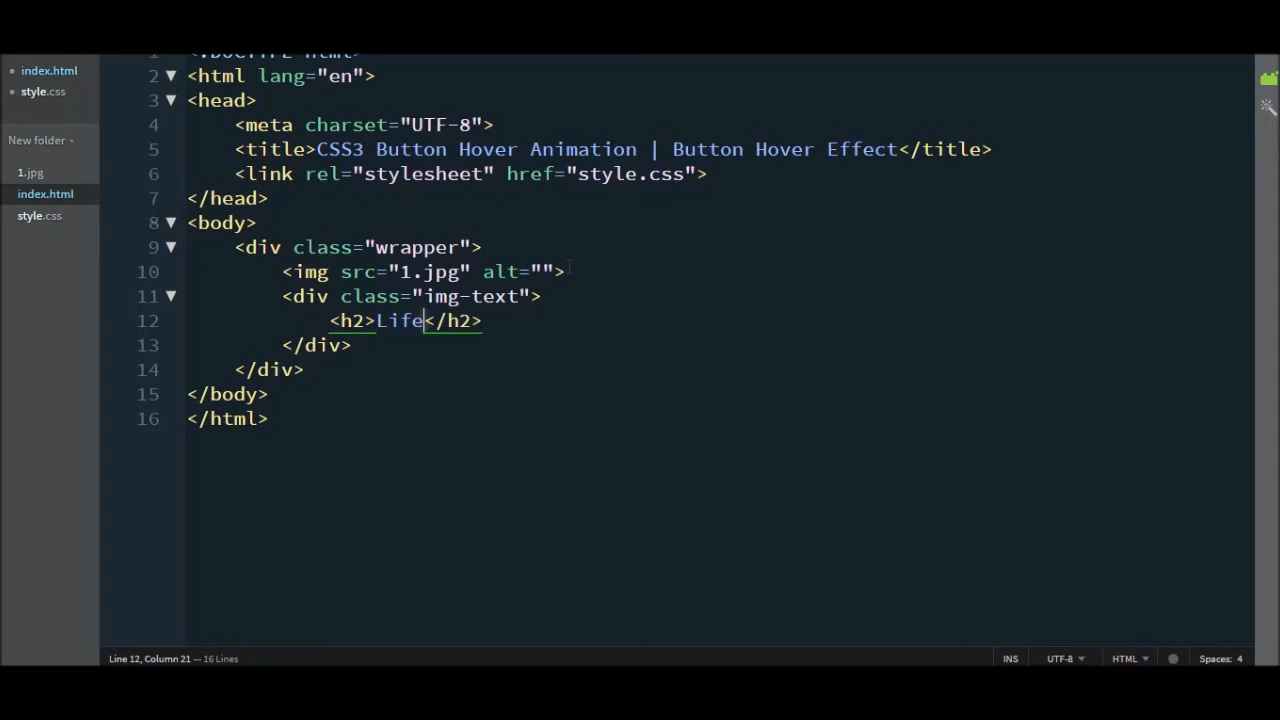 index.html
style.css
New folder
1.jpg
index.html
style.css
2 <html lang="en">
3 <head>
4 <meta charset="UTF-8">
5 <title>CSS3 Button Hover Animation | Button Hover Effect</title>
6 <link rel="stylesheet" href="style.css">
7 </head>
8 <body>
9 <div class="wrapper">
10 <img src="1.jpg" alt="">
11 <div class="img-text">
12 <h2>Life</h2>
13 </div>
14 </div>
15 </body>
16 </html>
Line 12, Column 21 — 16 Lines
INS UTF-8 HTML Spaces: 4